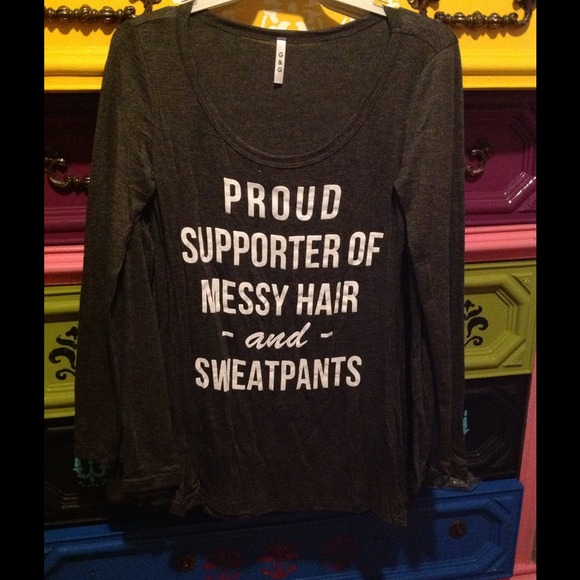 G & G
PROUD
SUPPORTER OF
MESSY HAIR
- and -
SWEATPANTS